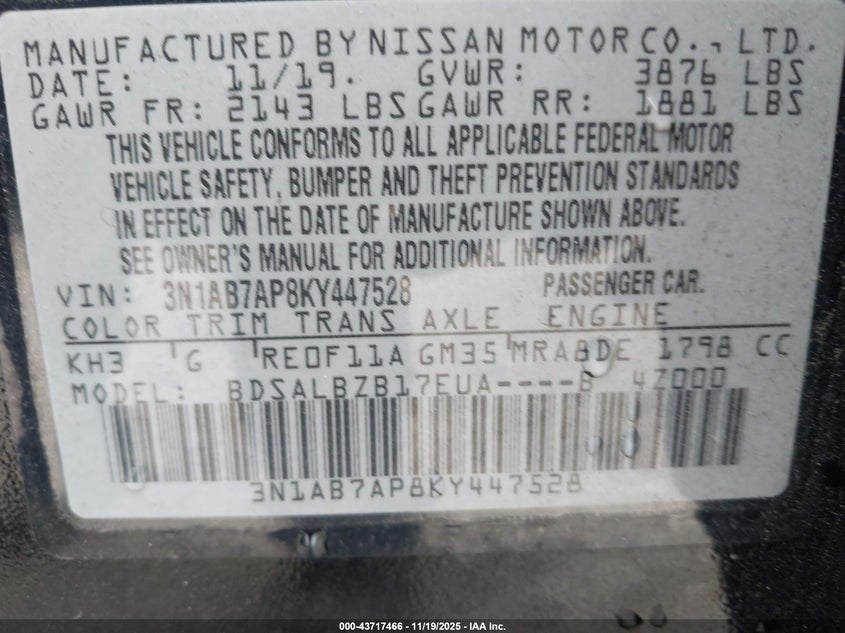 MANUFACTURED BY NISSAN MOTOR CO., LTD.
DATE: 11/19. GVWR: 3876 LBS
GAWR FR: 2143 LBS GAWR RR: 1881 LBS
THIS VEHICLE CONFORMS TO ALL APPLICABLE FEDERAL MOTOR
VEHICLE SAFETY, BUMPER AND THEFT PREVENTION STANDARDS
IN EFFECT ON THE DATE OF MANUFACTURE SHOWN ABOVE.
SEE OWNER'S MANUAL FOR ADDITIONAL INFORMATION.
VIN: 3N1AB7AP8KY447528 PASSENGER CAR.
COLOR TRIM TRANS AXLE ENGINE
KH3 G RE0F11A GM35 MRA8DE 1798 CC
MODEL: BDSALBZB17EUA----B 4Z000
3N1AB7AP8KY447528
000-43717466 - 11/19/2025 - IAA Inc.